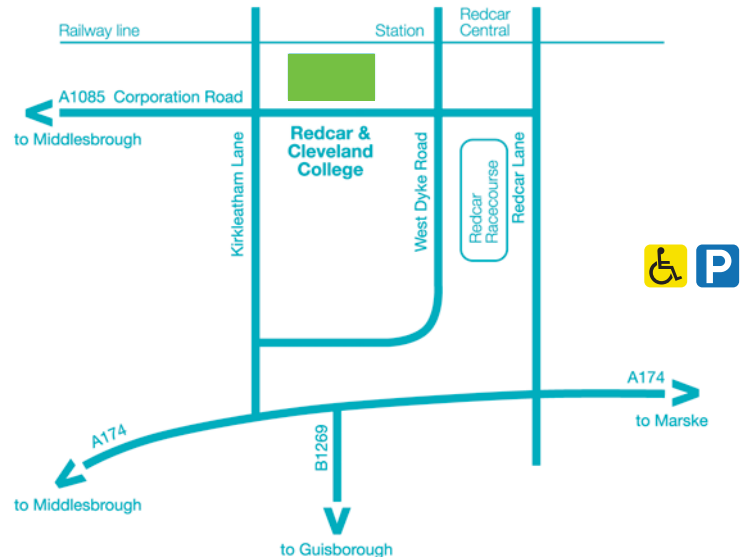 Railway line
Station
Redcar
Central
A1085 Corporation Road
to Middlesbrough
Redcar &
Cleveland
College
Kirkleatham Lane
West Dyke Road
Redcar
Racecourse
Redcar Lane
P
A174
to Marske
A174
B1269
to Middlesbrough
to Guisborough